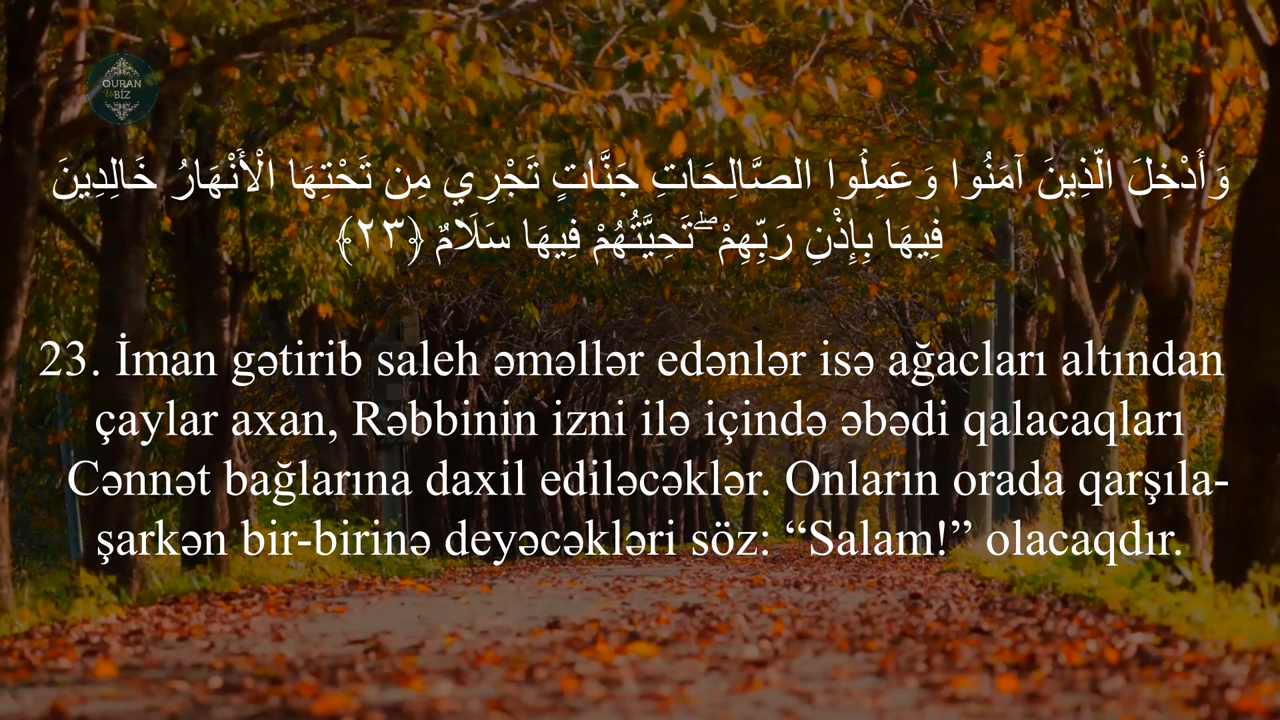 QURAN
Və
BİZ
وَأُدْخِلَ الَّذِينَ آمَنُوا وَعَمِلُوا الصَّالِحَاتِ جَنَّاتٍ تَجْرِي مِن تَحْتِهَا الْأَنْهَارُ خَالِدِينَ
فِيهَا بِإِذْنِ رَبِّهِمْ ۖ تَحِيَّتُهُمْ فِيهَا سَلَامٌ ﴿٢٣﴾
23. İman gətirib saleh əməllər edənlər isə ağacları altından
çaylar axan, Rəbbinin izni ilə içində əbədi qalacaqları
Cənnət bağlarına daxil ediləcəklər. Onların orada qarşıla-
şarkən bir-birinə deyəcəkləri söz: “Salam!” olacaqdır.